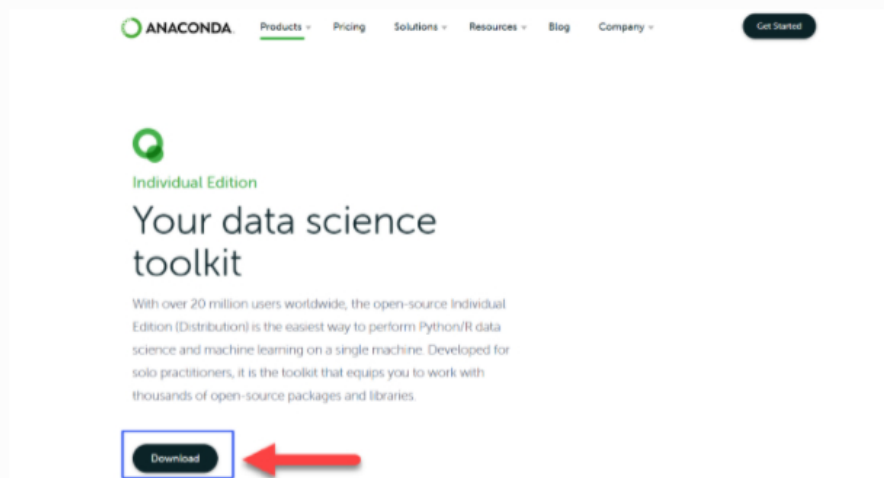 ANACONDA.
Products
Pricing
Solutions
Resources
Blog
Company
Get Started
Individual Edition
Your data science
toolkit
With over 20 million users worldwide, the open-source Individual
Edition (Distribution) is the easiest way to perform Python/R data
science and machine learning on a single machine. Developed for
solo practitioners, it is the toolkit that equips you to work with
thousands of open-source packages and libraries.
Download